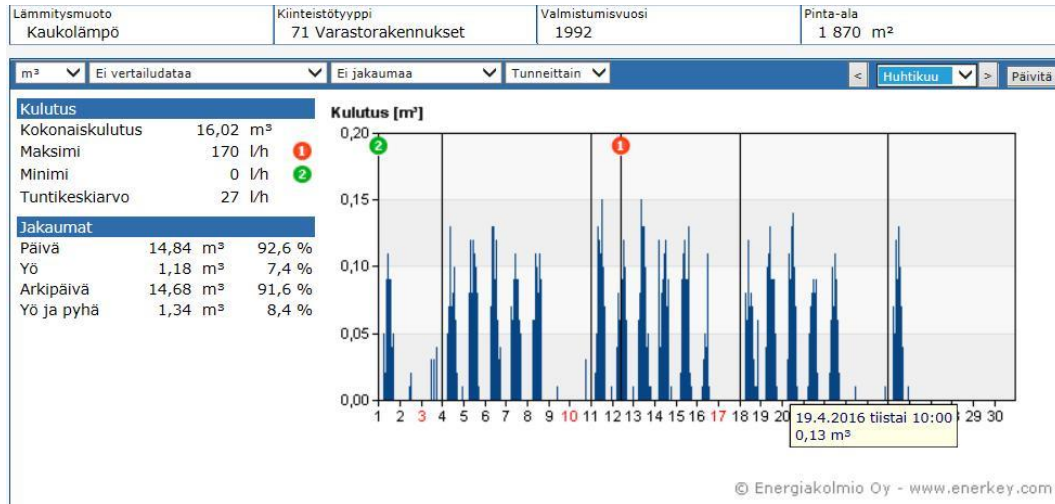 Lämmitysmuoto Kiinteistötyyppi Valmistumisvuosi Pinta-ala
Kaukolämpö 71 Varastorakennukset 1992 1 870 m²
m³ Ei vertailudataa Ei jakaumaa Tunneittain < Huhtikuu > Päivitä
Kulutus
Kokonaiskulutus 16,02 m³
Maksimi 170 l/h 1
Minimi 0 l/h 2
Tuntikeskiarvo 27 l/h
Jakaumat
Päivä 14,84 m³ 92,6 %
Yö 1,18 m³ 7,4 %
Arkipäivä 14,68 m³ 91,6 %
Yö ja pyhä 1,34 m³ 8,4 %
Kulutus [m³]
0,20
2 1
0,15
0,10
0,05
0,00
1 2 3 4 5 6 7 8 9 10 11 12 13 14 15 16 17 18 19 20 29 30
19.4.2016 tiistai 10:00
0,13 m³
© Energiakolmio Oy - www.enerkey.com